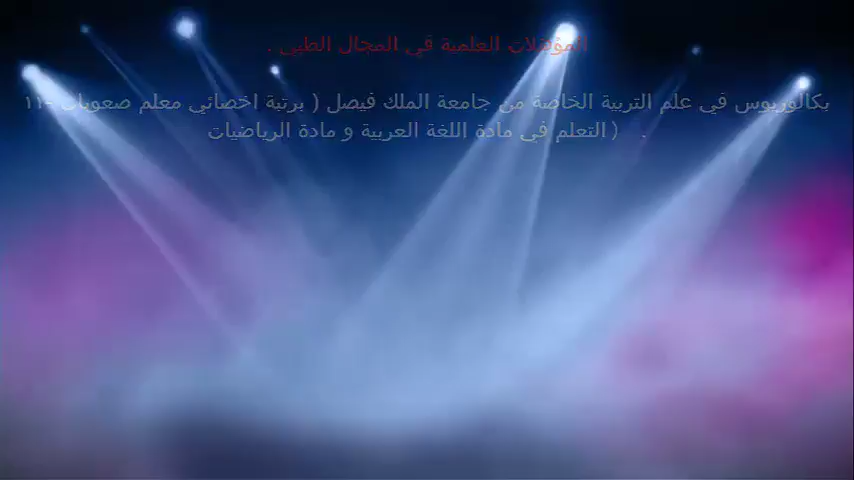 المؤهلات العلمية في المجال الطبي .
١١- بكالوريوس في علم التربية الخاصة من جامعة الملك فيصل ( برتبة اخصائي معلم صعوبات
التعلم في مادة اللغة العربية و مادة الرياضيات ) .